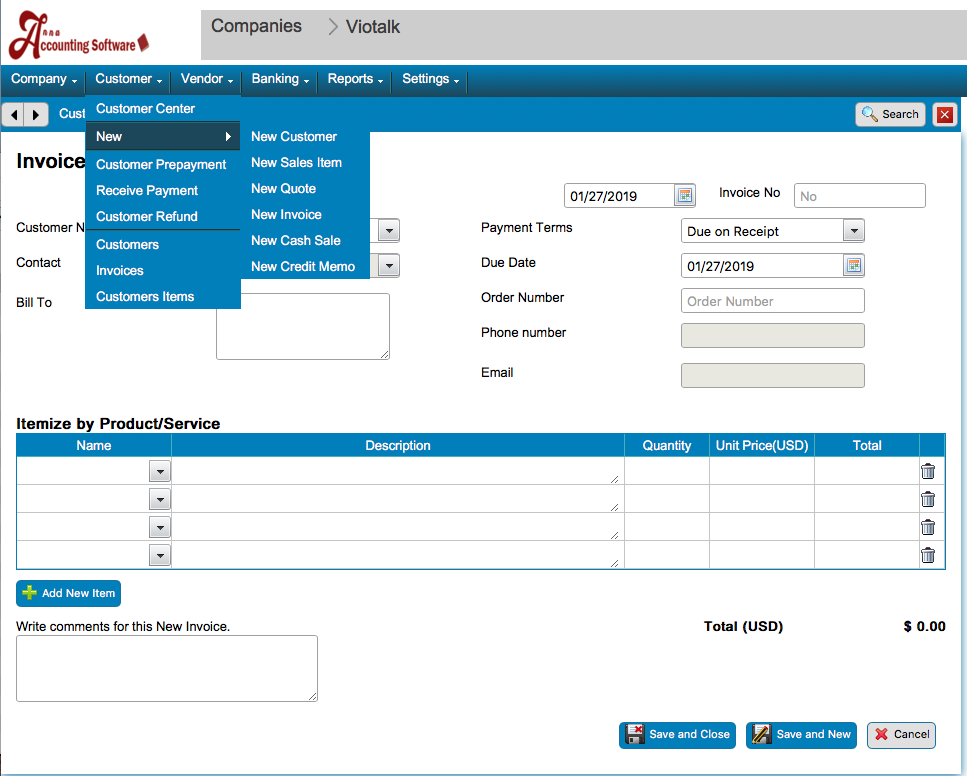 Anna
Accounting Software
Companies Viotalk
Company Customer Vendor Banking Reports Settings
Cust
Search
Customer Center
New
Customer Prepayment
Receive Payment
Customer Refund
Customers
Invoices
Customers Items
New Customer
New Sales Item
New Quote
New Invoice
New Cash Sale
New Credit Memo
Invoice
01/27/2019 Invoice No No
Customer N
Payment Terms Due on Receipt
Contact
Due Date 01/27/2019
Bill To
Order Number Order Number
Phone number
Email
Itemize by Product/Service
Name Description Quantity Unit Price(USD) Total
Add New Item
Write comments for this New Invoice.
Total (USD) $ 0.00
Save and Close Save and New Cancel